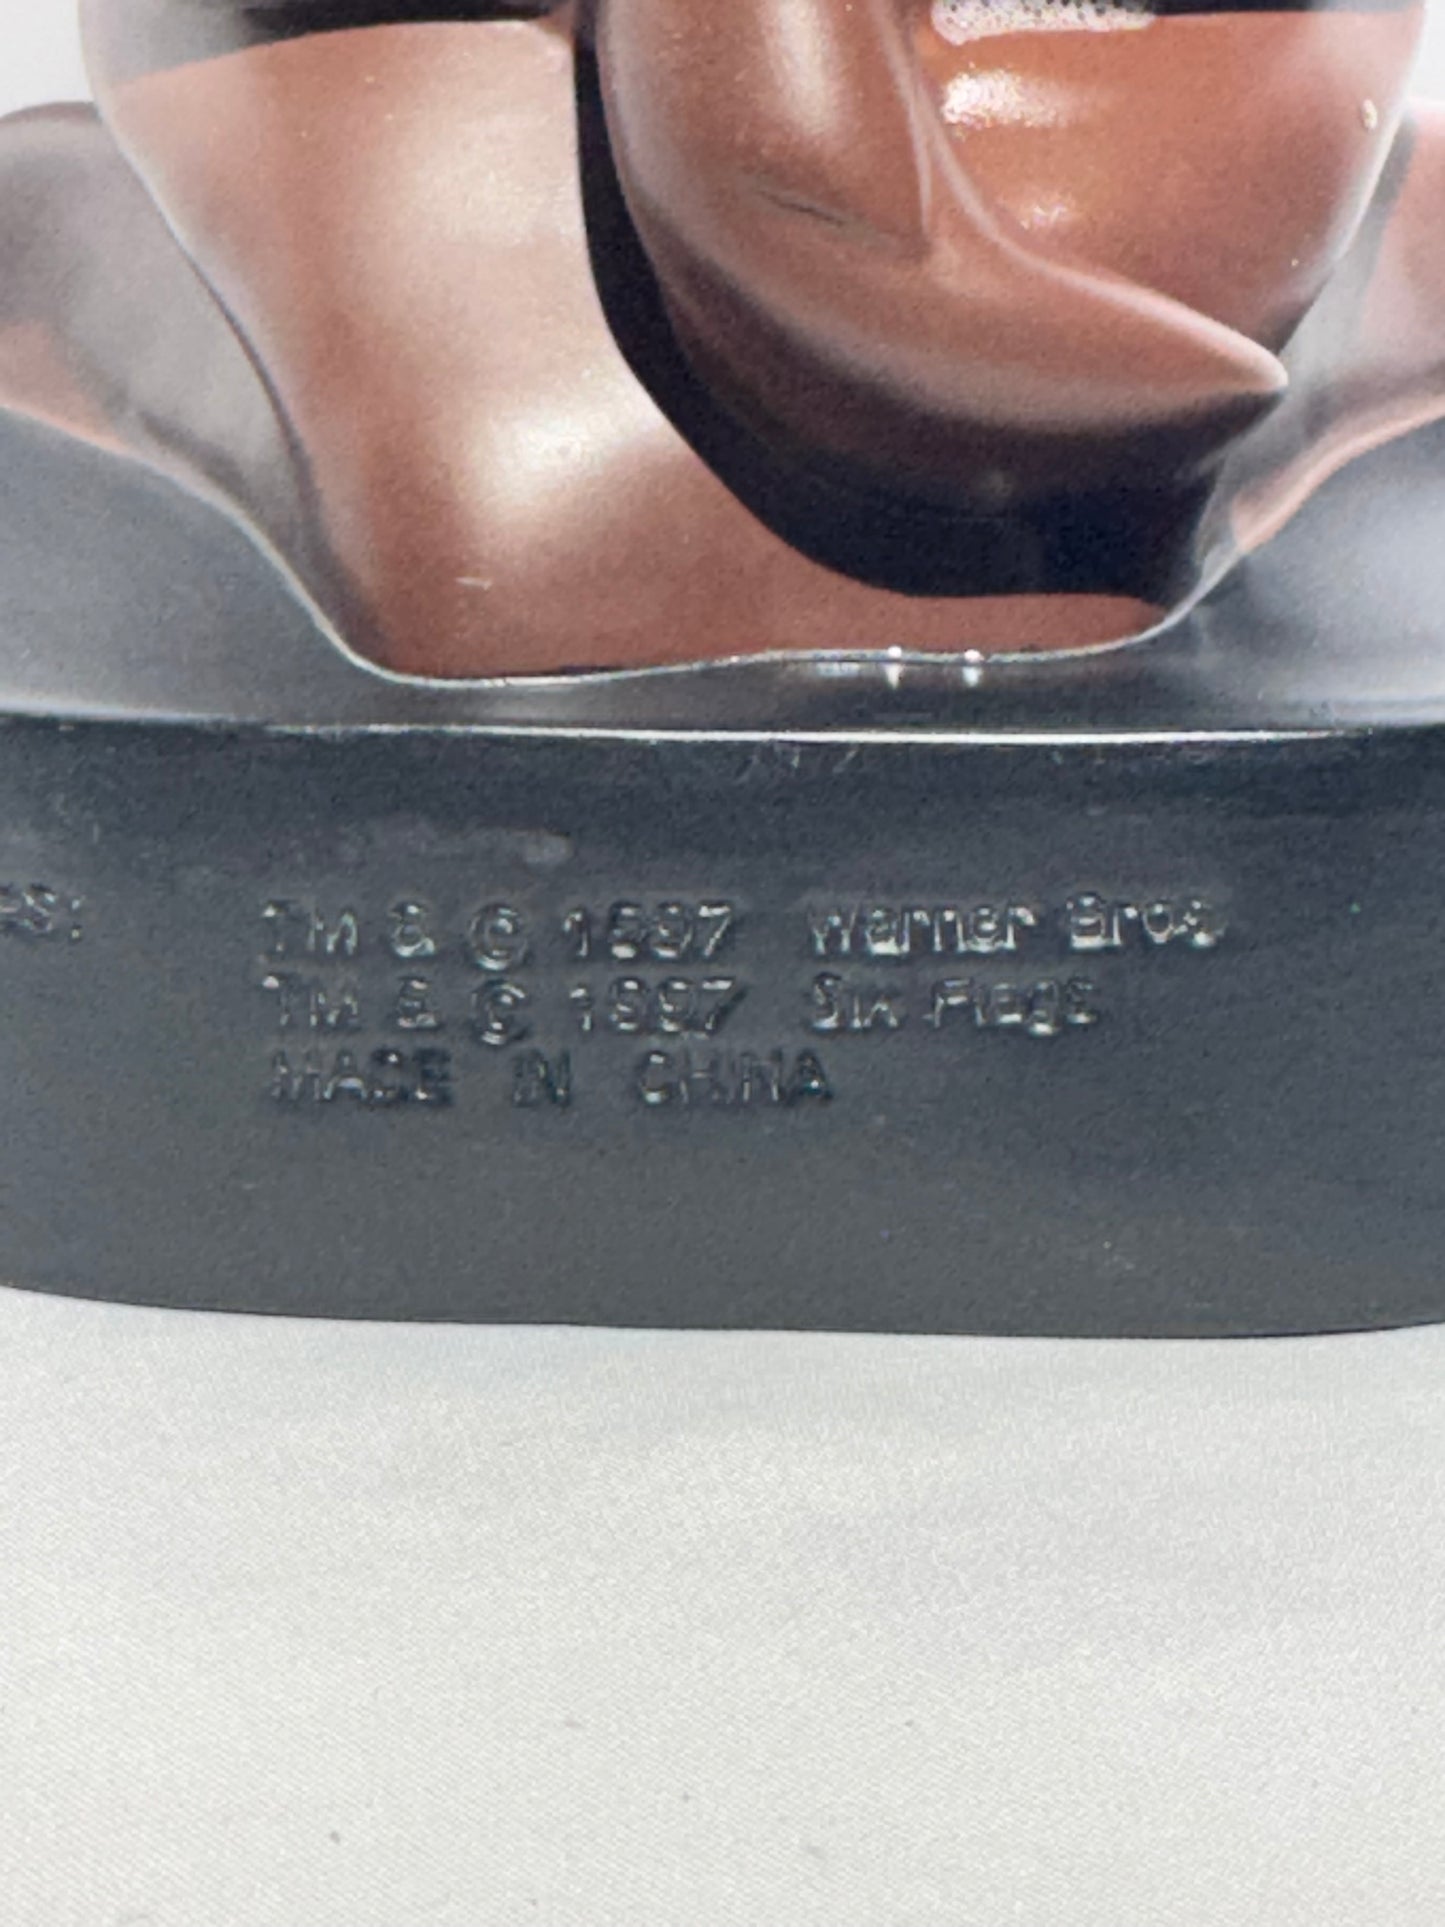 TM & © 1997 Warner Bros
TM & © 1997 Six Flags
MADE IN CHINA